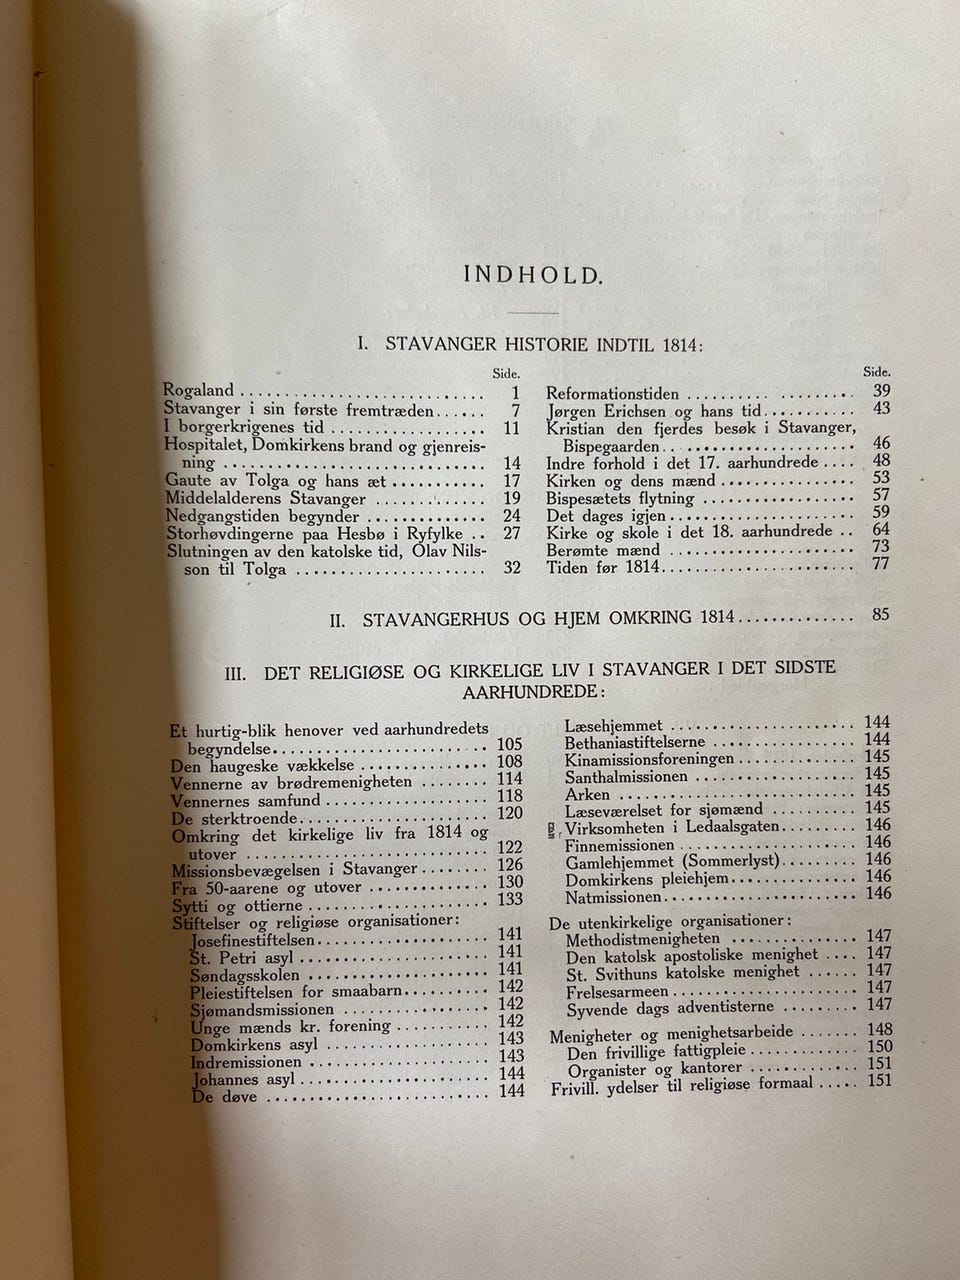 INDHOLD.
I. STAVANGER HISTORIE INDTIL 1814:
Side.
Rogaland ............................ 1
Stavanger i sin første fremtræden...... 7
I borgerkrigenes tid .................. 11
Hospitalet, Domkirkens brand og gjenreis-
ning ............................... 14
Gaute av Tolga og hans æt ........... 17
Middelalderens Stavanger ............. 19
Nedgangstiden begynder .............. 24
Storhøvdingerne paa Hesbø i Ryfylke .. 27
Slutningen av den katolske tid, Olav Nils-
son til Tolga ....................... 32
Side.
Reformationstiden .................... 39
Jørgen Erichsen og hans tid........... 43
Kristian den fjerdes besøk i Stavanger,
Bispegaarden.. .................... 46
Indre forhold i det 17. aarhundrede .... 48
Kirken og dens mænd ................ 53
Bispesætets flytning .................. 57
Det dages igjen...................... 59
Kirke og skole i det 18. aarhundrede .. 64
Berømte mænd ...................... 73
Tiden før 1814....................... 77
II. STAVANGERHUS OG HJEM OMKRING 1814.............. 85
III. DET RELIGIØSE OG KIRKELIGE LIV I STAVANGER I DET SIDSTE
AARHUNDREDE:
Et hurtig-blik henover ved aarhundredets
begyndelse.......................... 105
Den haugeske vækkelse ............... 108
Vennerne av brødremenigheten ........ 114
Vennernes samfund ................... 118
De sterktroende...................... 120
Omkring det kirkelige liv fra 1814 og
utover ............................. 122
Missionsbevægelsen i Stavanger........ 126
Fra 50-aarene og utover .............. 130
Sytti og ottierne ..................... 133
Stiftelser og religiøse organisationer:
Josefinestiftelsen.................... 141
St. Petri asyl ....................... 141
Søndagsskolen ..................... 141
Pleiestiftelsen for smaabarn.......... 142
Sjømandsmissionen ................. 142
Unge mænds kr. forening ........... 142
Domkirkens asyl ................... 143
Indremissionen ..................... 143
Johannes asyl ...................... 144
De døve .......................... 144
Læsehjemmet ...................... 144
Bethaniastiftelserne ................. 144
Kinamissionsforeningen .............. 145
Santhalmissionen ................... 145
Arken ............................ 145
Læseværelset for sjømænd .......... 145
Virksomheten i Ledaalsgaten......... 146
Finnemissionen ..................... 146
Gamlehjemmet (Sommerlyst)......... 146
Domkirkens pleiehjem............... 146
Natmissionen....................... 146
De utenkirkelige organisationer:
Methodistmenigheten ............... 147
Den katolsk apostoliske menighet .... 147
St. Svithuns katolske menighet ...... 147
Frelsesarmeen ...................... 147
Syvende dags adventisterne ......... 147
Menigheter og menighetsarbeide ....... 148
Den frivillige fattigpleie ............. 150
Organister og kantorer ............. 151
Frivill. ydelser til religiøse formaal ..... 151